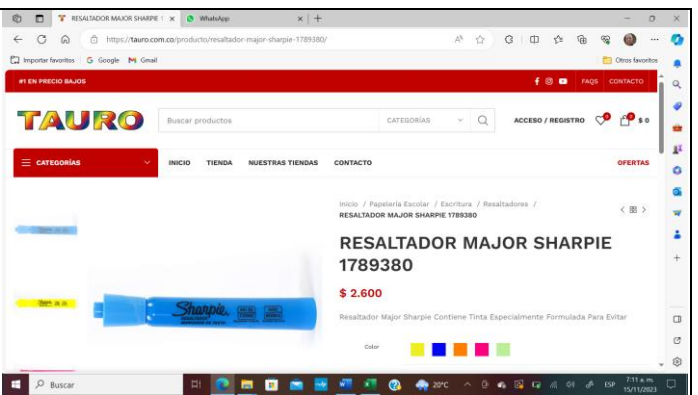 RESALTADOR MAJOR SHARPIE 1
WhatsApp
https://tauro.com.co/producto/resaltador-major-sharpie-1789380/
Importar favoritos Google Gmail Otros favoritos
#1 EN PRECIO BAJOS FAQS CONTACTO
TAURO Buscar productos CATEGORÍAS ACCESO / REGISTRO 0 0 $ 0
CATEGORÍAS INICIO TIENDA NUESTRAS TIENDAS CONTACTO OFERTAS
Inicio / Papelería Escolar / Escritura / Resaltadores /
RESALTADOR MAJOR SHARPIE 1789380
RESALTADOR MAJOR SHARPIE
1789380
$ 2.600
Resaltador Major Sharpie Contiene Tinta Especialmente Formulada Para Evitar
Color
Sharpie
Buscar 20°C ESP 7:11 a. m.
15/11/2023